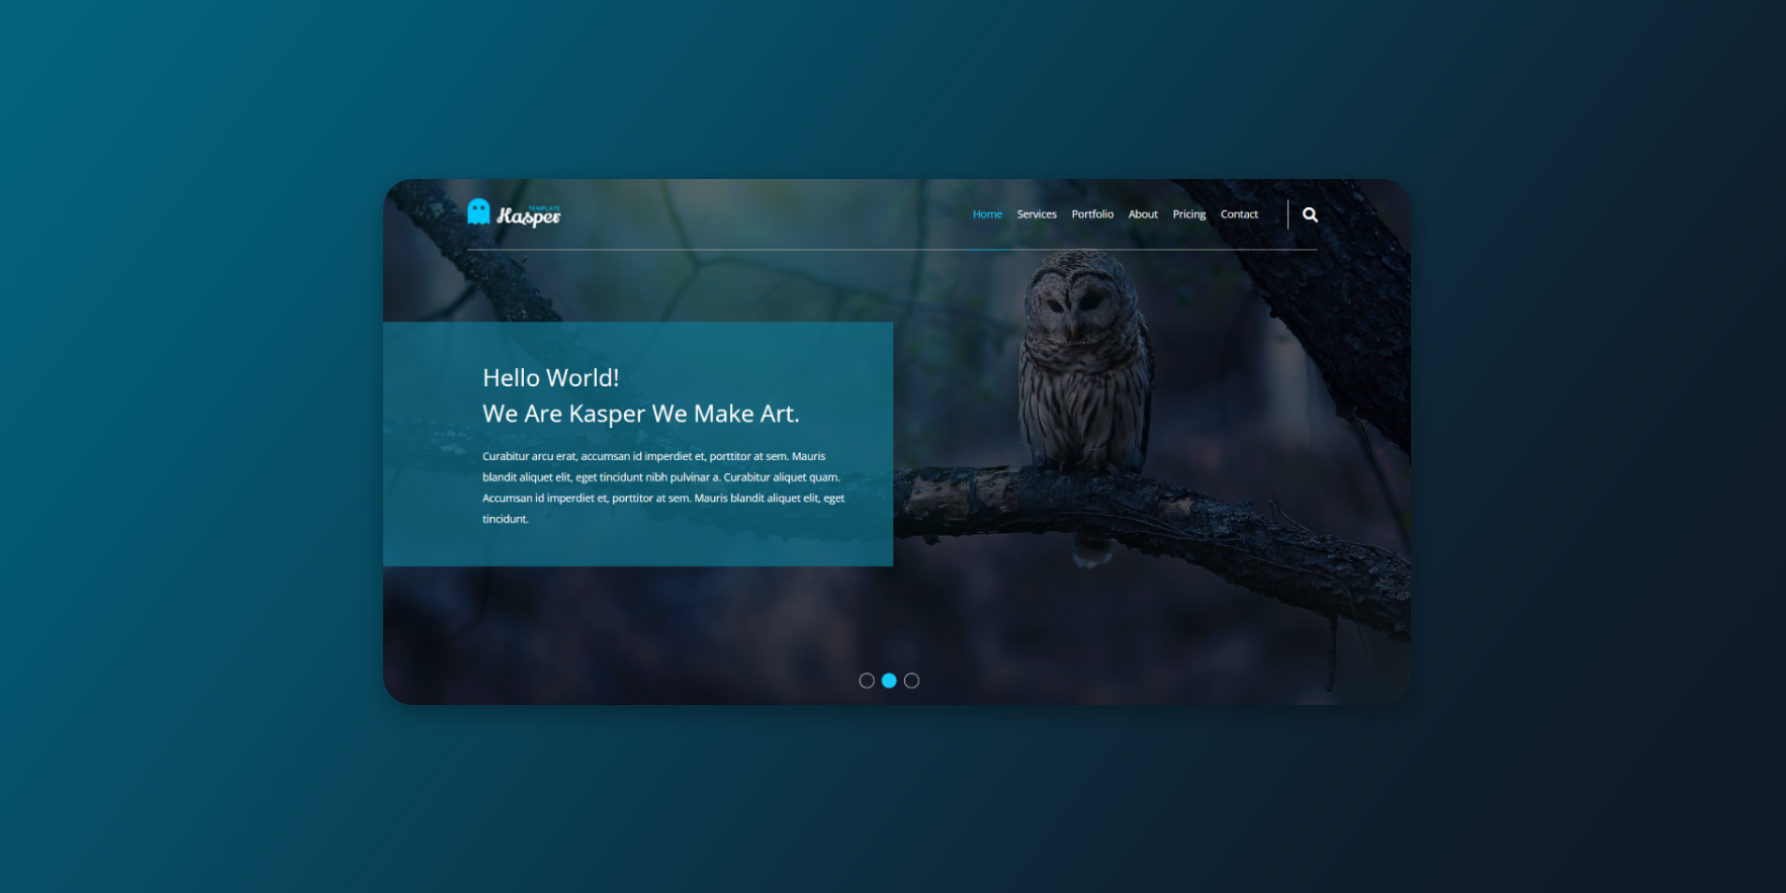 TEMPLATE
Kasper
Home Services Portfolio About Pricing Contact
Hello World!
We Are Kasper We Make Art.
Curabitur arcu erat, accumsan id imperdiet et, porttitor at sem. Mauris
blandit aliquet elit, eget tincidunt nibh pulvinar a. Curabitur aliquet quam.
Accumsan id imperdiet et, porttitor at sem. Mauris blandit aliquet elit, eget
tincidunt.